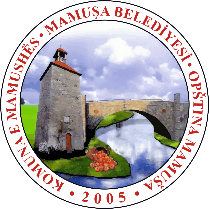 KOMUNA E MAMUSHËS • MAMUŞA BELEDİYESİ • OPŠTINA MAMUŠA
• 2005 •